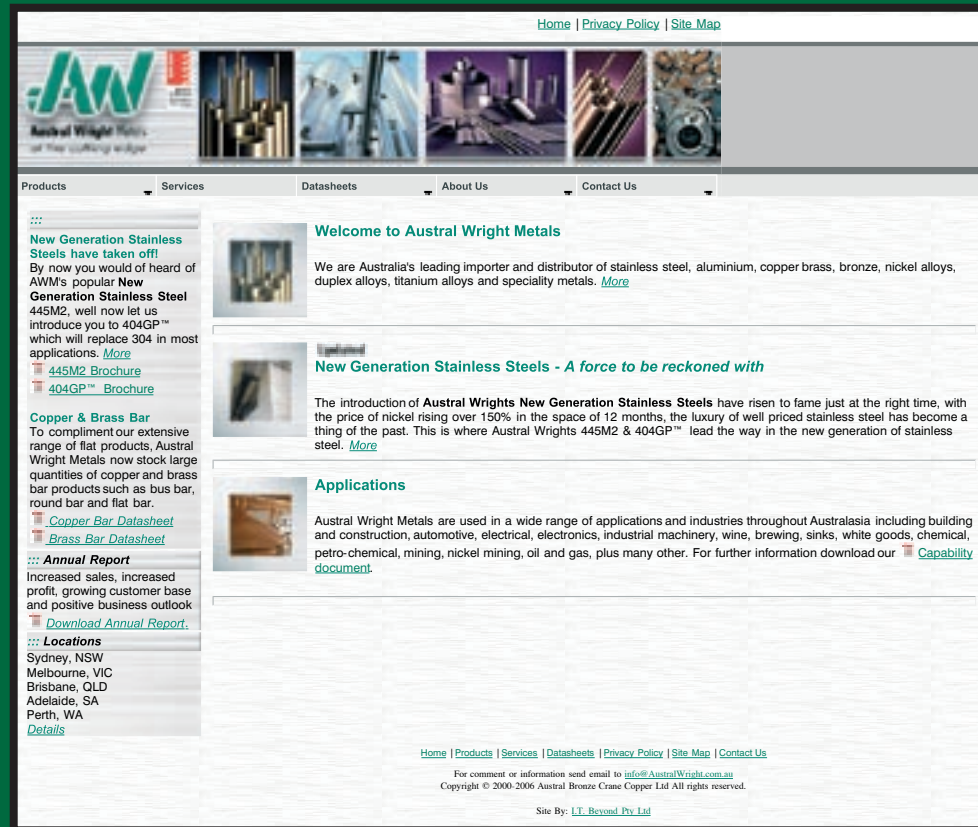 Home | Privacy Policy | Site Map
AW
Austral Wright Metals
at the cutting edge
Products Services Datasheets About Us Contact Us
:::
New Generation Stainless
Steels have taken off!
By now you would of heard of
AWM's popular New
Generation Stainless Steel
445M2, well now let us
introduce you to 404GP™
which will replace 304 in most
applications. More
445M2 Brochure
404GP™ Brochure
Copper & Brass Bar
To compliment our extensive
range of flat products, Austral
Wright Metals now stock large
quantities of copper and brass
bar products such as bus bar,
round bar and flat bar.
Copper Bar Datasheet
Brass Bar Datasheet
::: Annual Report
Increased sales, increased
profit, growing customer base
and positive business outlook
Download Annual Report.
::: Locations
Sydney, NSW
Melbourne, VIC
Brisbane, QLD
Adelaide, SA
Perth, WA
Details
Welcome to Austral Wright Metals
We are Australia's leading importer and distributor of stainless steel, aluminium, copper brass, bronze, nickel alloys,
duplex alloys, titanium alloys and speciality metals. More
Updated
New Generation Stainless Steels - A force to be reckoned with
The introduction of Austral Wrights New Generation Stainless Steels have risen to fame just at the right time, with
the price of nickel rising over 150% in the space of 12 months, the luxury of well priced stainless steel has become a
thing of the past. This is where Austral Wrights 445M2 & 404GP™ lead the way in the new generation of stainless
steel. More
Applications
Austral Wright Metals are used in a wide range of applications and industries throughout Australasia including building
and construction, automotive, electrical, electronics, industrial machinery, wine, brewing, sinks, white goods, chemical,
petro-chemical, mining, nickel mining, oil and gas, plus many other. For further information download our Capability
document.
Home | Products | Services | Datasheets | Privacy Policy | Site Map | Contact Us
For comment or information send email to info@AustralWright.com.au
Copyright © 2000-2006 Austral Bronze Crane Copper Ltd All rights reserved.
Site By: I.T. Beyond Pty Ltd